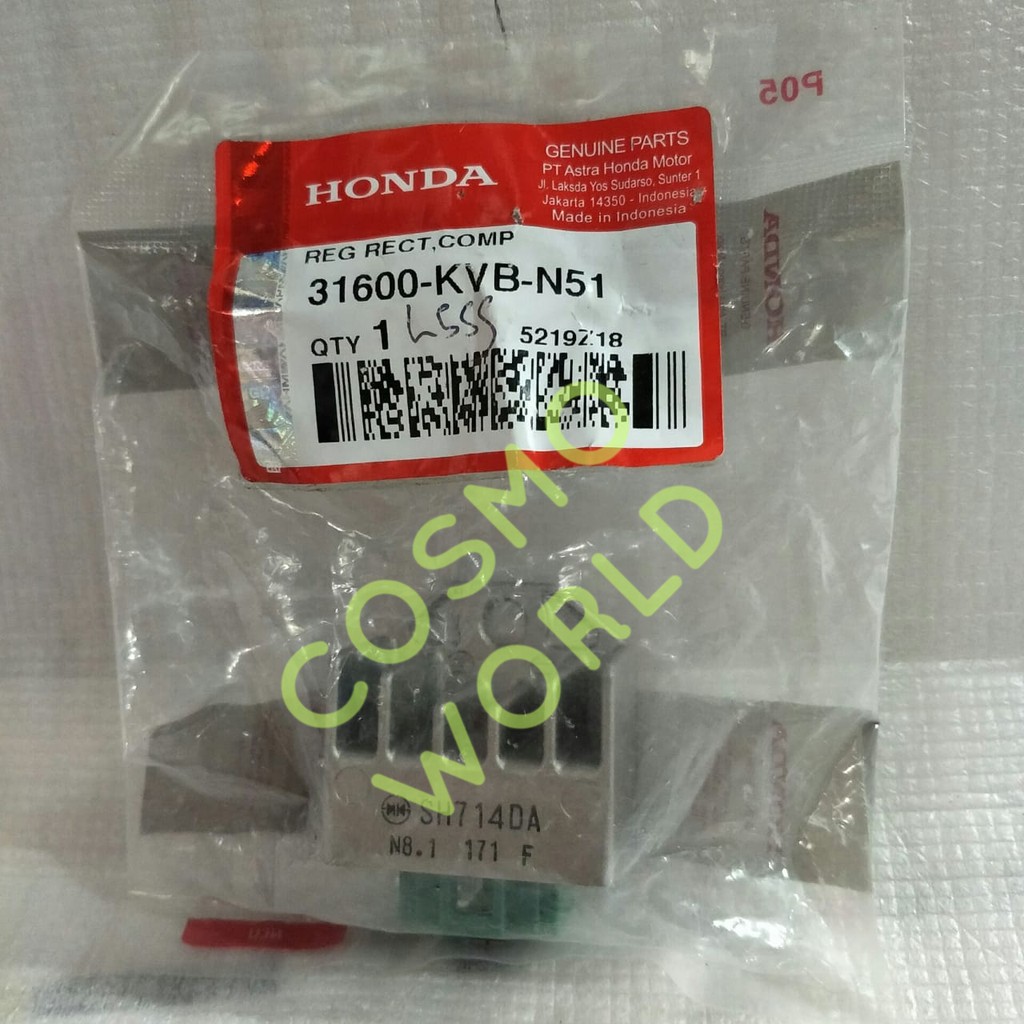 P05
HONDA
GENUINE PARTS
PT Astra Honda Motor
Jl. Laksda Yos Sudarso, Sunter 1
Jakarta 14350 - Indonesia
Made in Indonesia
REG RECT,COMP
31600-KVB-N51
QTY 1
5219Z18
HONDA
COSMO
WORLD
SH714DA
N8.1 171 F